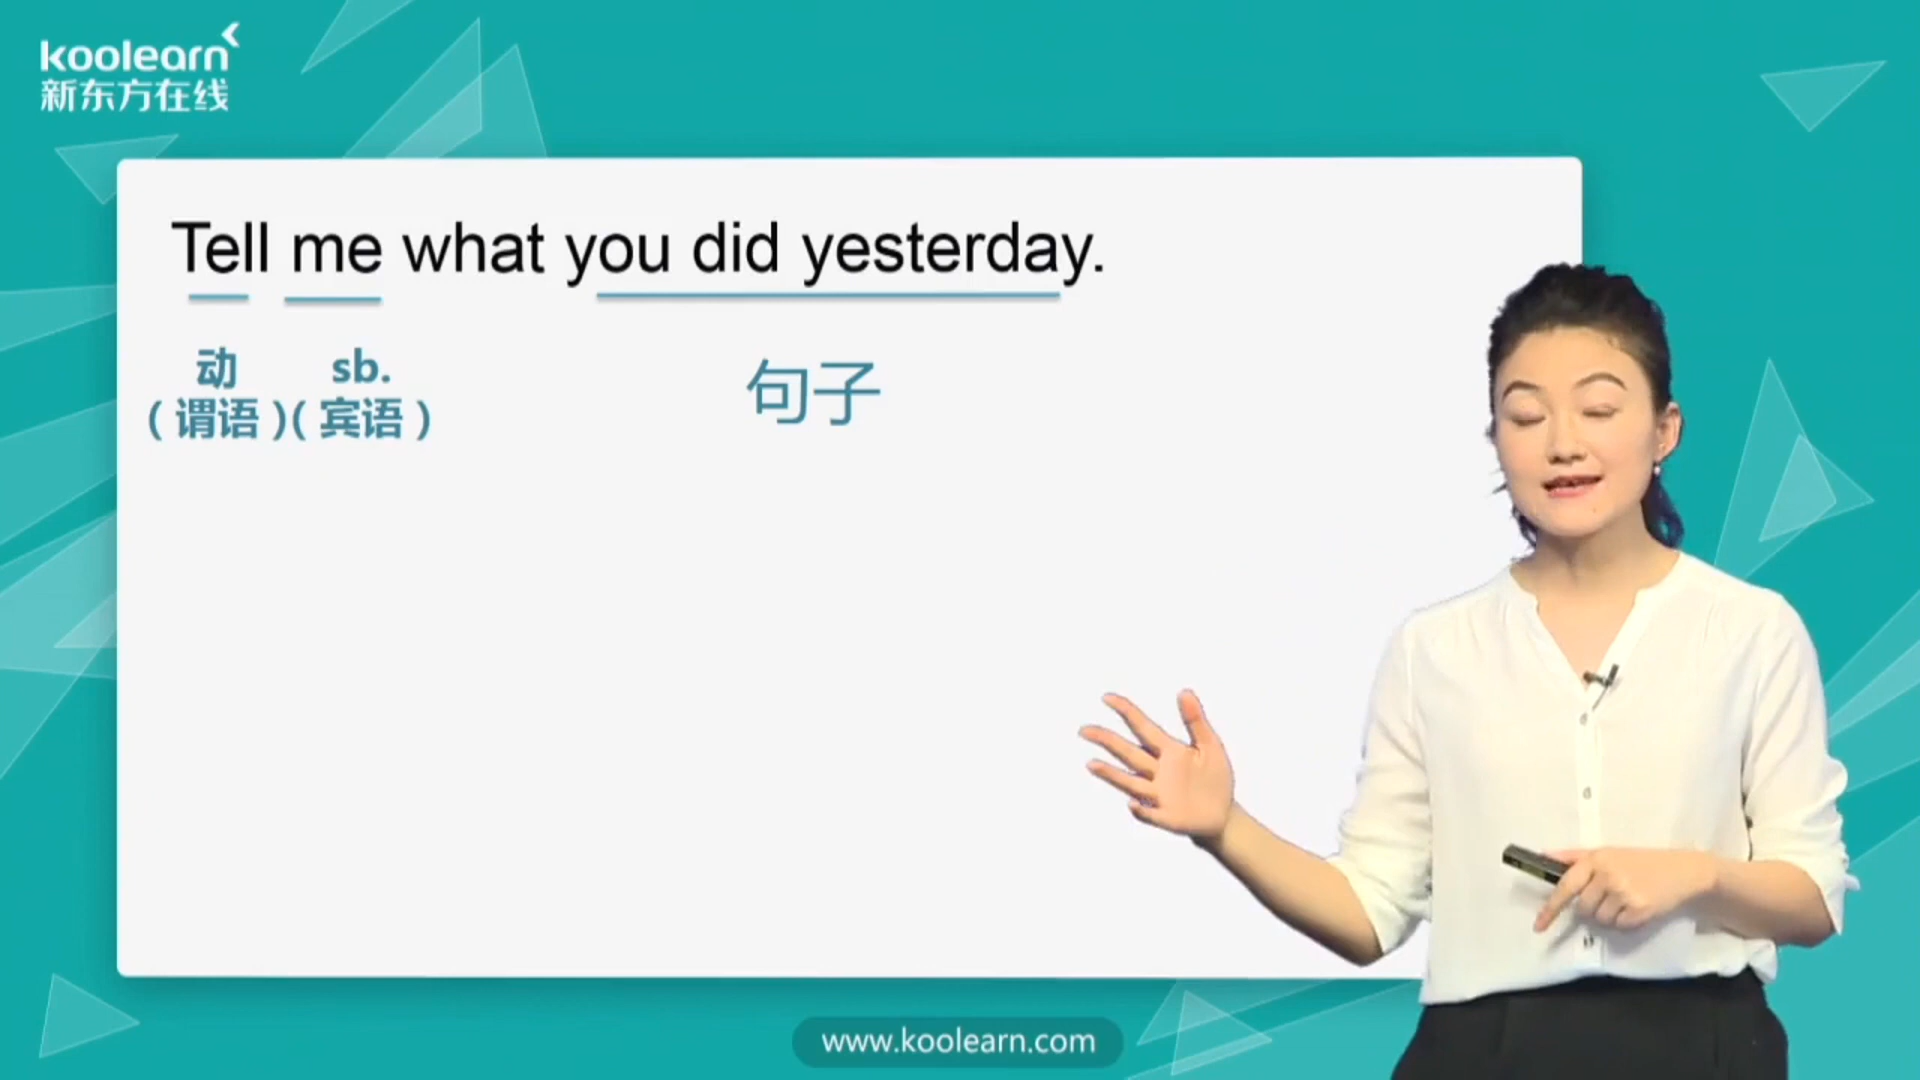 koolearn
新东方在线
Tell me what you did yesterday.
动 sb.
(谓语)(宾语)
句子
www.koolearn.com